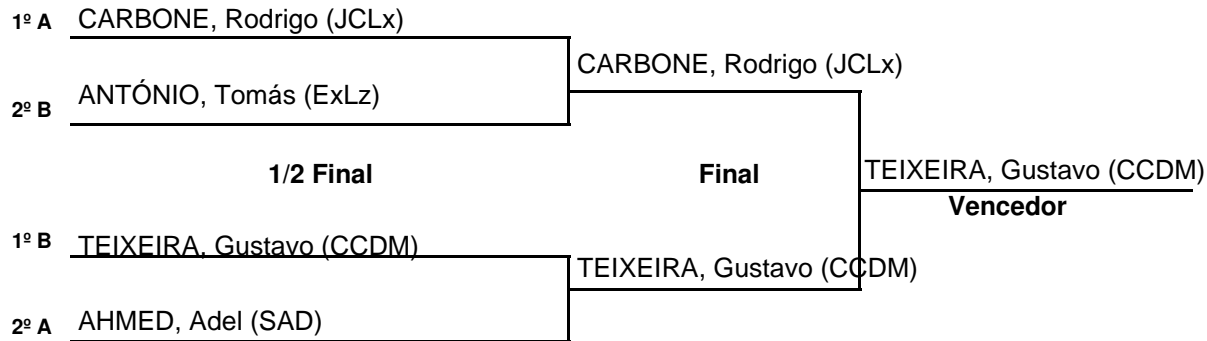 1º A CARBONE, Rodrigo (JCLx)
CARBONE, Rodrigo (JCLx)
2º B ANTÓNIO, Tomás (ExLz)
1/2 Final Final TEIXEIRA, Gustavo (CCDM)
Vencedor
1º B TEIXEIRA, Gustavo (CCDM)
TEIXEIRA, Gustavo (CCDM)
2º A AHMED, Adel (SAD)